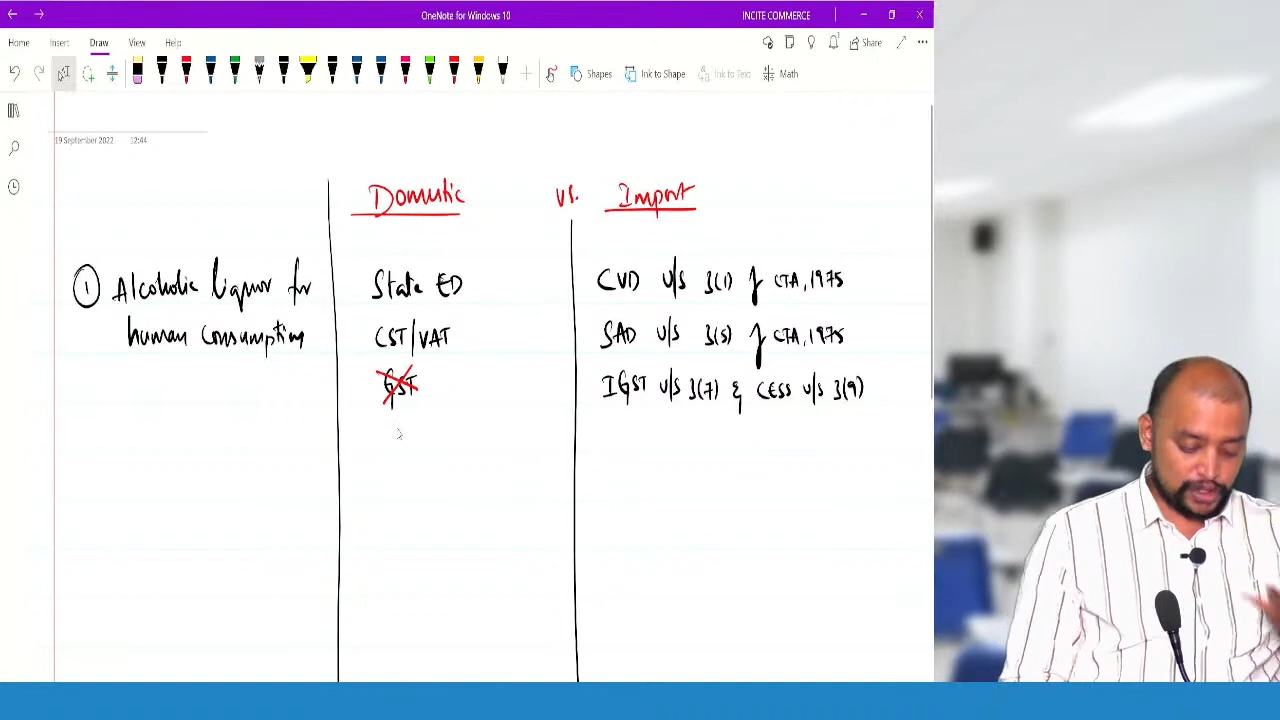 OneNote for Windows 10
INCITE COMMERCE
Home Insert Draw View Help
Share
Shapes Ink to Shape Ink to Text Math
19 September 2022 12:44
Domestic vs. Import
① Alcoholic liquor for human consumption
State ED
CVD u/s 3(1) of CTA, 1975
CST/VAT
SAD u/s 3(5) of CTA, 1975
GST
IGST u/s 3(7) & CESS u/s 3(9)